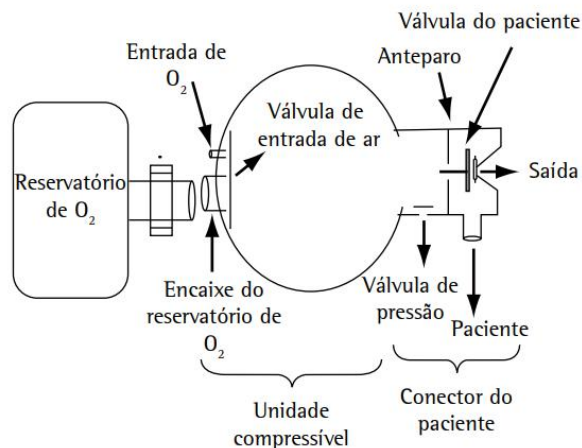 Válvula do paciente
Entrada de
O₂
Anteparo
Válvula de
entrada de ar
Reservatório
de O₂
Saída
Encaixe do
reservatório de
O₂
Válvula de
pressão
Paciente
Unidade
compressível
Conector do
paciente